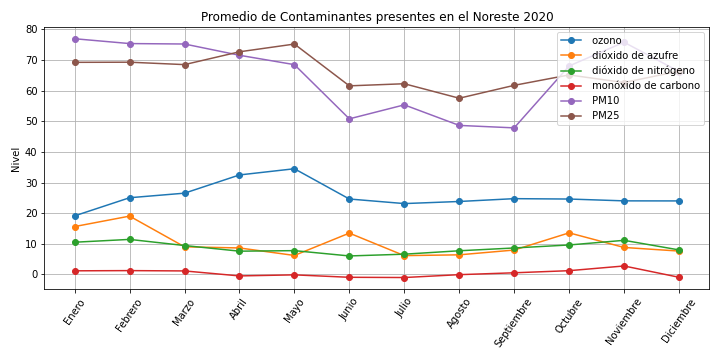 Promedio de Contaminantes presentes en el Noreste 2020
80
70
60
50
40
30
20
10
0
Nivel
ozono
dióxido de azufre
dióxido de nitrógeno
monóxido de carbono
PM10
PM25
Enero
Febrero
Marzo
Abril
Mayo
Junio
Julio
Agosto
Septiembre
Octubre
Noviembre
Diciembre